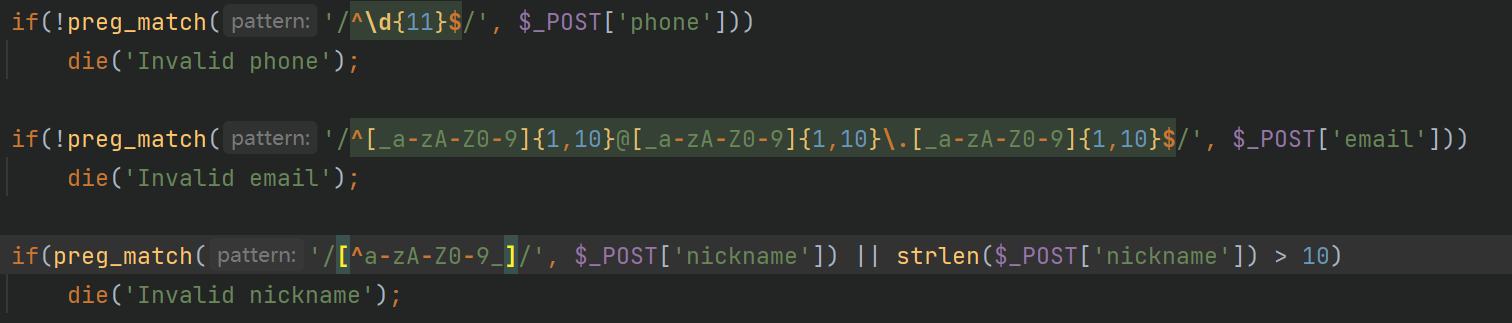 if(!preg_match( pattern: '/^\d{11}$/', $_POST['phone']))
    die('Invalid phone');
if(!preg_match( pattern: '/^[_a-zA-Z0-9]{1,10}@[_a-zA-Z0-9]{1,10}\.[_a-zA-Z0-9]{1,10}$/', $_POST['email']))
    die('Invalid email');
if(preg_match( pattern: '/[^a-zA-Z0-9_]/', $_POST['nickname']) || strlen($_POST['nickname']) > 10)
    die('Invalid nickname');